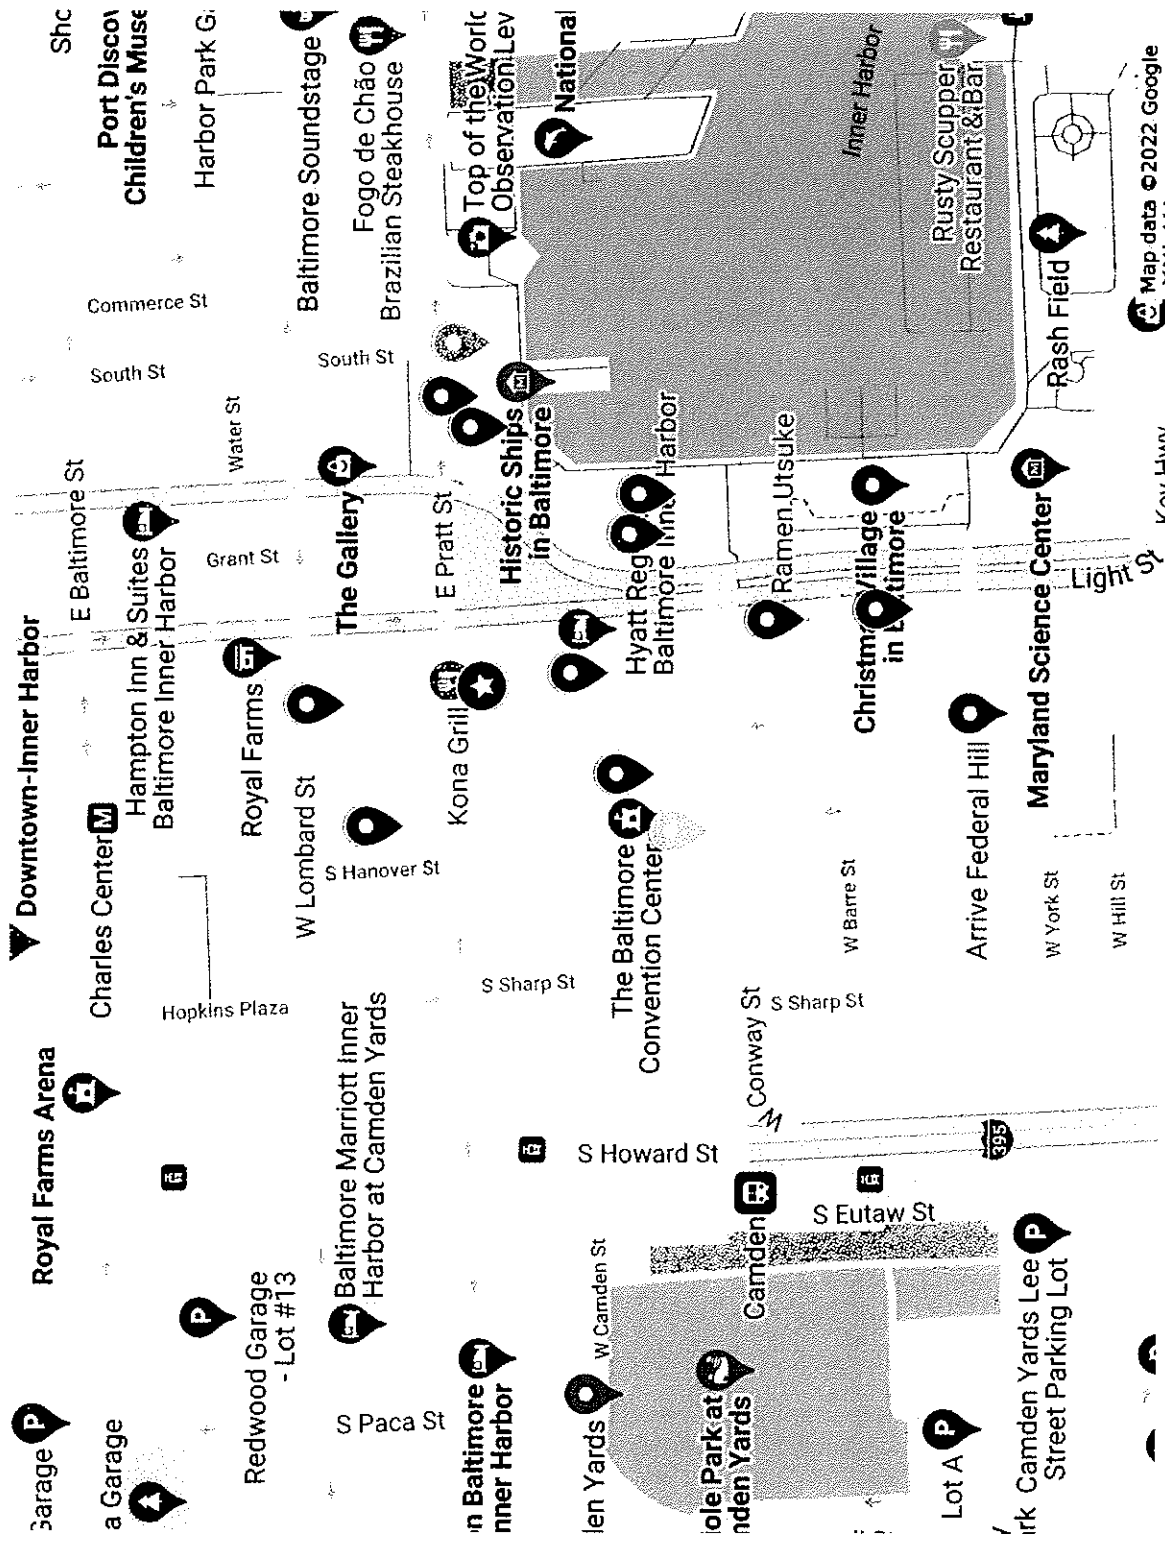 Garage
Downtown-Inner Harbor
Royal Farms Arena
Port Discov
Children's Muse
a Garage
P
Charles Center M
E Baltimore St
Hampton Inn & Suites
Baltimore Inner Harbor
South St
Commerce St
Harbor Park G
P
Redwood Garage
- Lot #13
Hopkins Plaza
Royal Farms
Grant St
Water St
W Lombard St
Baltimore Soundstage
S Paca St
Baltimore Marriott Inner
Harbor at Camden Yards
S Hanover St
The Gallery
South St
Fogo de Chão
Brazilian Steakhouse
n Baltimore
nner Harbor
S Sharp St
Kona Grill
E Pratt St
Top of the World
Observation Lev
Historic Ships
in Baltimore
National
len Yards
W Camden St
S Howard St
The Baltimore
Convention Center
Hyatt Reg
Baltimore Inner Harbor
ole Park at
nden Yards
Camden
W Conway St
S Sharp St
Ramen Utsuke
S Eutaw St
W Barre St
Christm Village
in B timore
Inner Harbor
Lot A
P
395
Arrive Federal Hill
Rusty Scupper
Restaurant & Bar
Camden Yards Lee
Street Parking Lot
P
W York St
Maryland Science Center
Rash Field
W Hill St
Light St
Key Hwy
Map data ©2022 Google